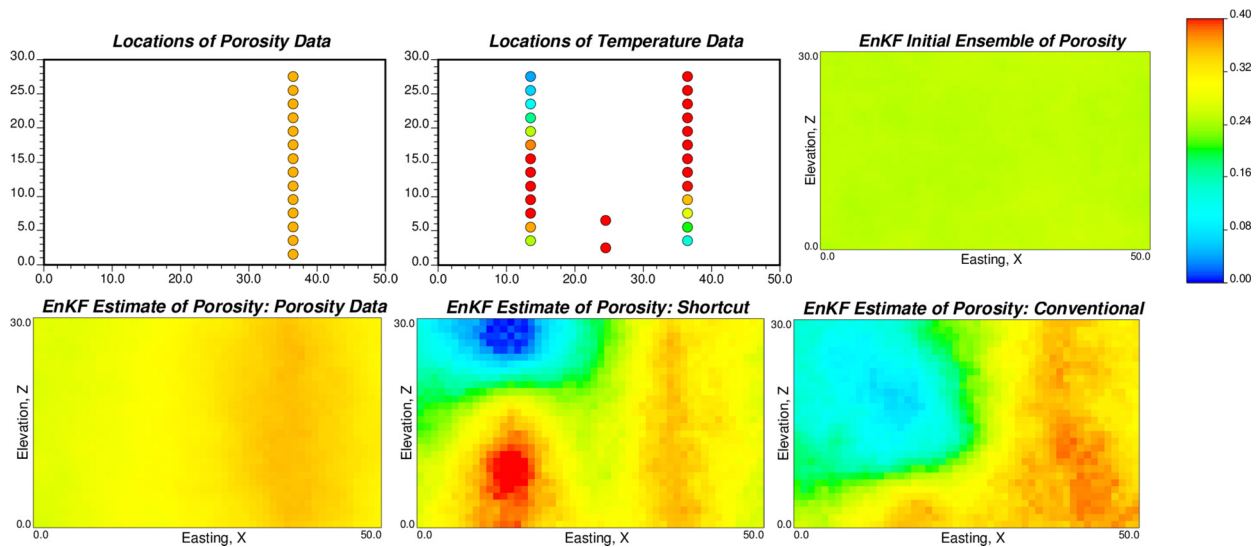 Locations of Porosity Data
30.0
25.0
20.0
15.0
10.0
5.0
0.0
0.0 10.0 20.0 30.0 40.0 50.0
Locations of Temperature Data
30.0
25.0
20.0
15.0
10.0
5.0
0.0
0.0 10.0 20.0 30.0 40.0 50.0
EnKF Initial Ensemble of Porosity
30.0
Elevation, Z
0.0
0.0 Easting, X 50.0
0.40
0.32
0.24
0.16
0.08
0.00
EnKF Estimate of Porosity: Porosity Data
30.0
Elevation, Z
0.0
0.0 Easting, X 50.0
EnKF Estimate of Porosity: Shortcut
30.0
Elevation, Z
0.0
0.0 Easting, X 50.0
EnKF Estimate of Porosity: Conventional
30.0
Elevation, Z
0.0
0.0 Easting, X 50.0